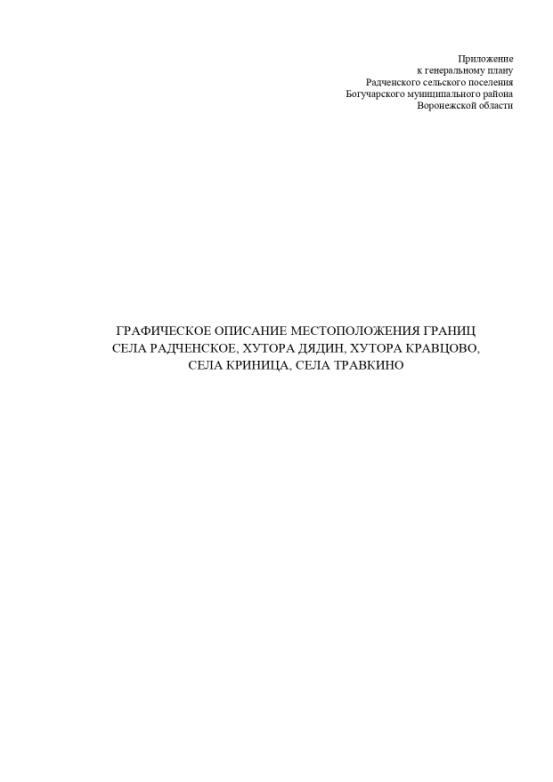 Приложение
к генеральному плану
Радченского сельского поселения
Богучарского муниципального района
Воронежской области
ГРАФИЧЕСКОЕ ОПИСАНИЕ МЕСТОПОЛОЖЕНИЯ ГРАНИЦ
СЕЛА РАДЧЕНСКОЕ, ХУТОРА ДЯДИН, ХУТОРА КРАВЦОВО,
СЕЛА КРИНИЦА, СЕЛА ТРАВКИНО